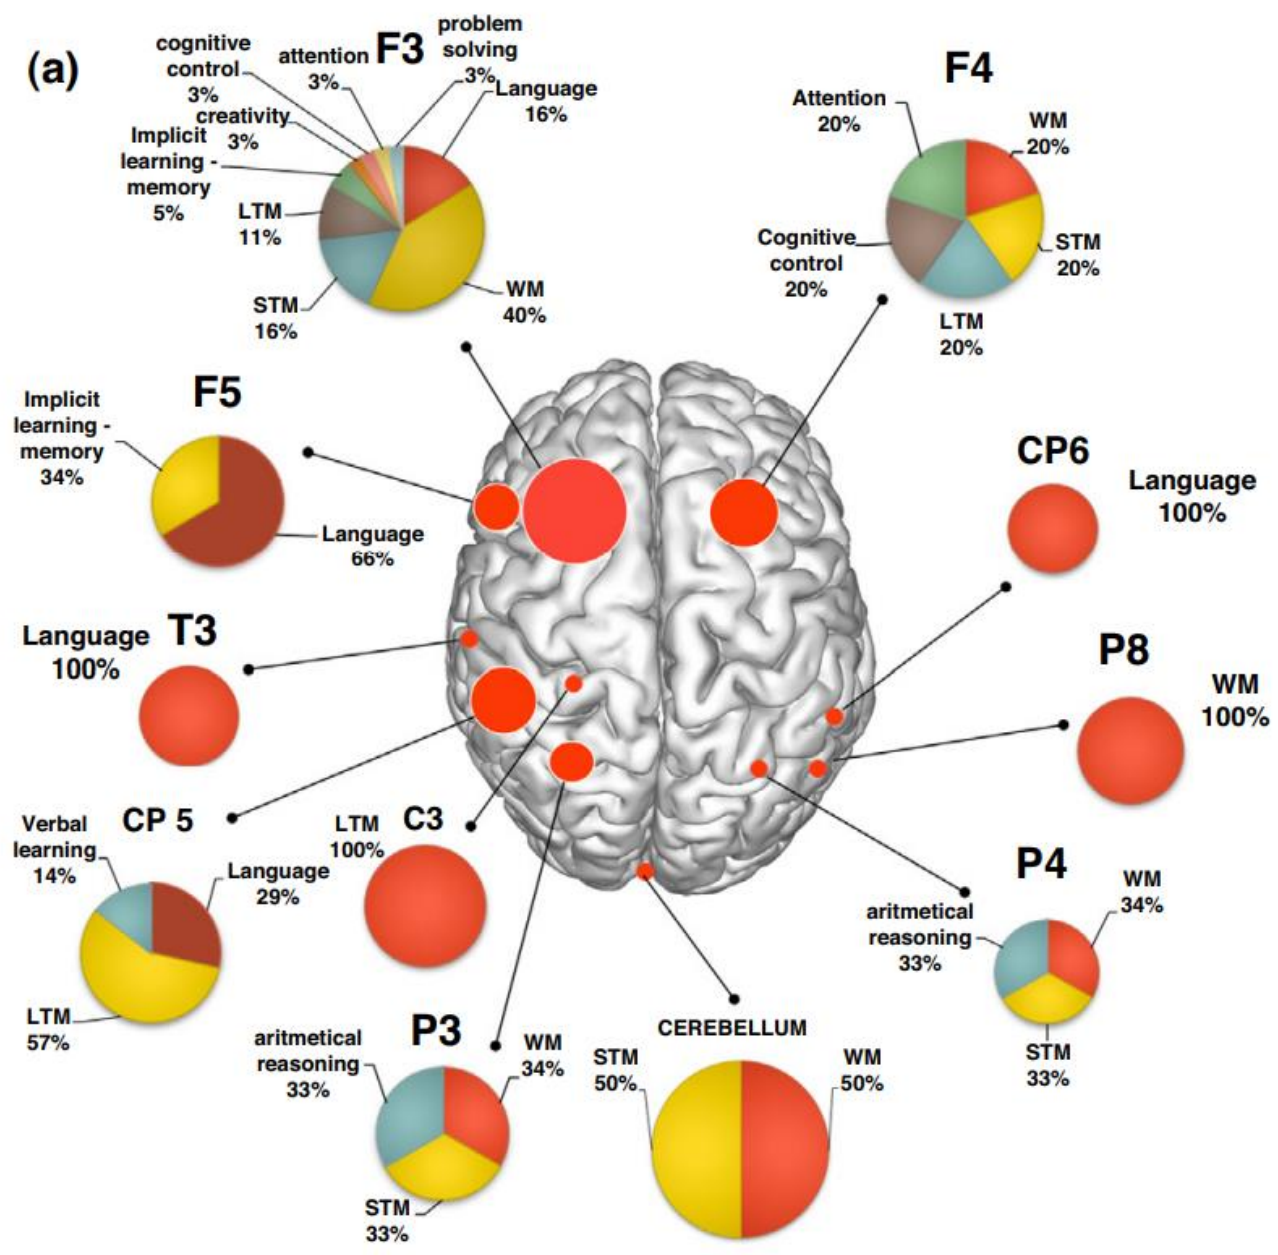 (a)
F3
cognitive
control
3%
attention
3%
problem
solving
3%
Language
16%
creativity
3%
Implicit
learning -
memory
5%
LTM
11%
STM
16%
WM
40%
F4
Attention
20%
WM
20%
Cognitive
control
20%
STM
20%
LTM
20%
F5
Implicit
learning -
memory
34%
Language
66%
CP6
Language
100%
T3
Language
100%
P8
WM
100%
CP 5
Verbal
learning
14%
Language
29%
LTM
57%
C3
LTM
100%
P4
WM
34%
aritmetical
reasoning
33%
STM
33%
P3
aritmetical
reasoning
33%
WM
34%
STM
33%
CEREBELLUM
STM
50%
WM
50%